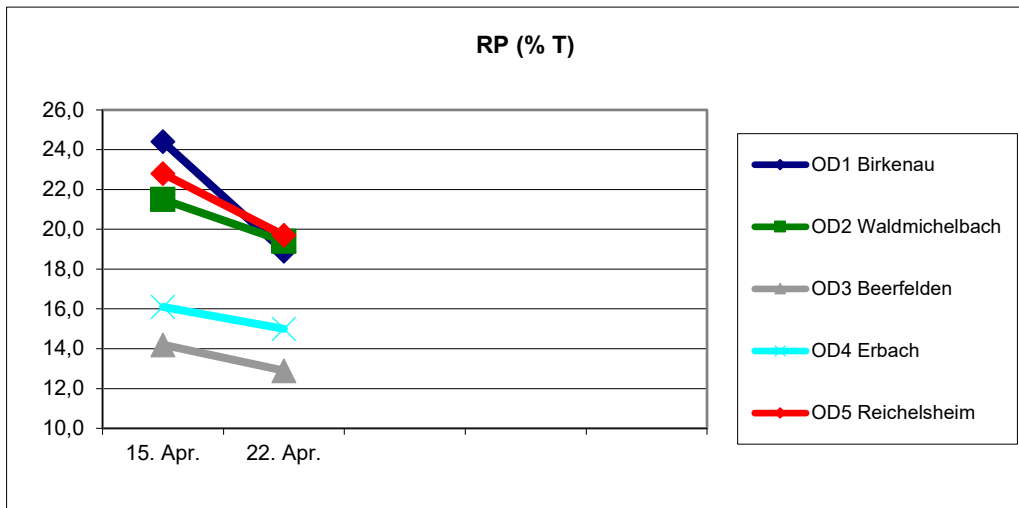 RP (% T)
26,0
24,0
22,0
20,0
18,0
16,0
14,0
12,0
10,0
15. Apr. 22. Apr.
OD1 Birkenau
OD2 Waldmichelbach
OD3 Beerfelden
OD4 Erbach
OD5 Reichelsheim